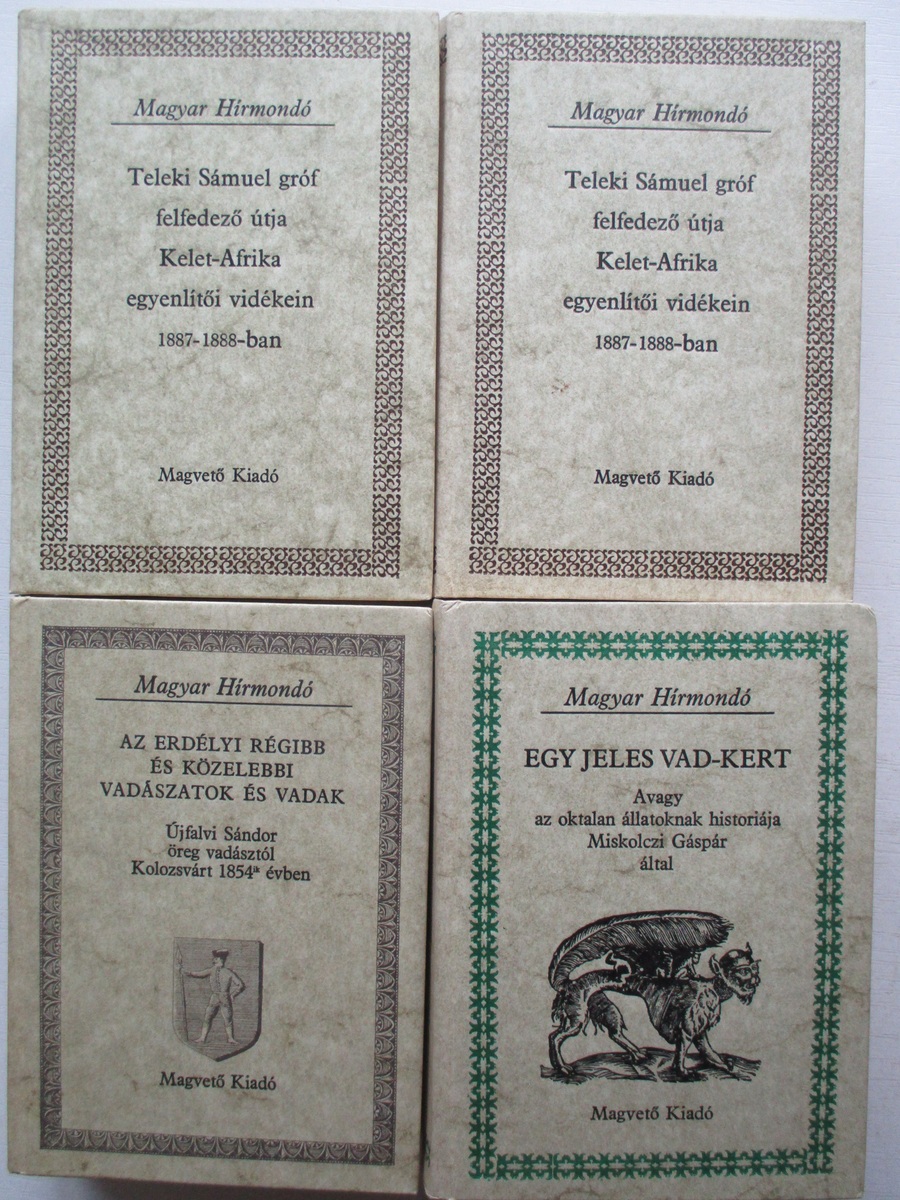 Magyar Hírmondó
Teleki Sámuel gróf
felfedező útja
Kelet-Afrika
egyenlítői vidékein
1887-1888-ban
Magvető Kiadó
Magyar Hírmondó
Teleki Sámuel gróf
felfedező útja
Kelet-Afrika
egyenlítői vidékein
1887-1888-ban
Magvető Kiadó
Magyar Hírmondó
AZ ERDÉLYI RÉGIBB
ÉS KÖZELEBBI
VADÁSZATOK ÉS VADAK
Újfalvi Sándor
öreg vadásztól
Kolozsvárt 1854ik évben
Magvető Kiadó
Magyar Hírmondó
EGY JELES VAD-KERT
Avagy
az oktalan állatoknak historiája
Miskolczi Gáspár
által
Magvető Kiadó